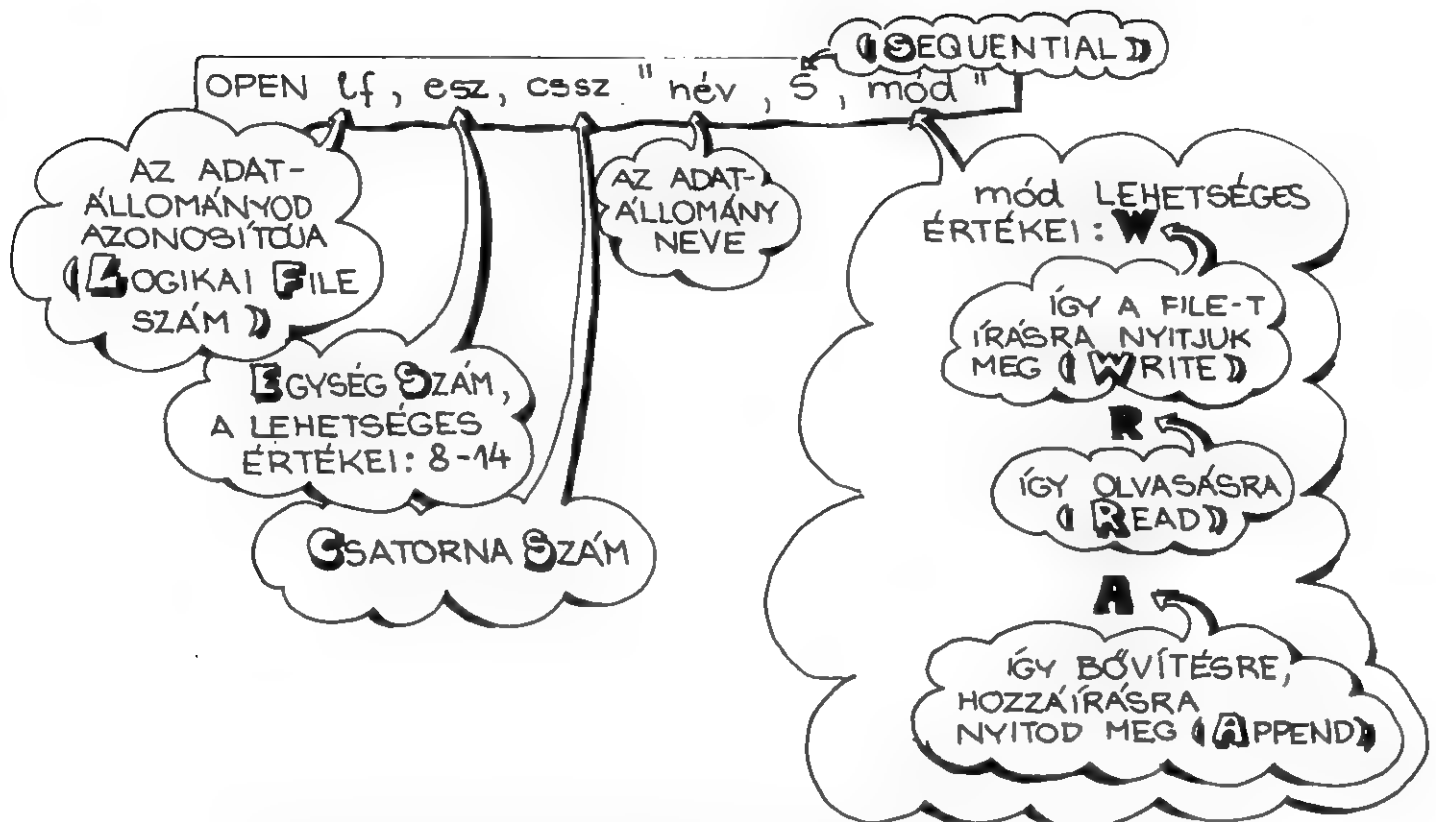 (SEQUENTIAL)
OPEN lf, esz, cssz "név, S, mód"
AZ ADAT-
ÁLLOMÁNYOD
AZONOSÍTÓJA
(LOGIKAI FILE
SZÁM)
EGYSÉG SZÁM,
A LEHETSÉGES
ÉRTÉKEI: 8-14
CSATORNA SZÁM
AZ ADAT-
ÁLLOMÁNY
NEVE
mód LEHETSÉGES
ÉRTÉKEI: W
ÍGY A FILE-T
ÍRÁSRA NYITJUK
MEG (WRITE)
R
ÍGY OLVASÁSRA
(READ)
A
ÍGY BŐVÍTÉSRE,
HOZZÁÍRÁSRA
NYITOD MEG (APPEND)